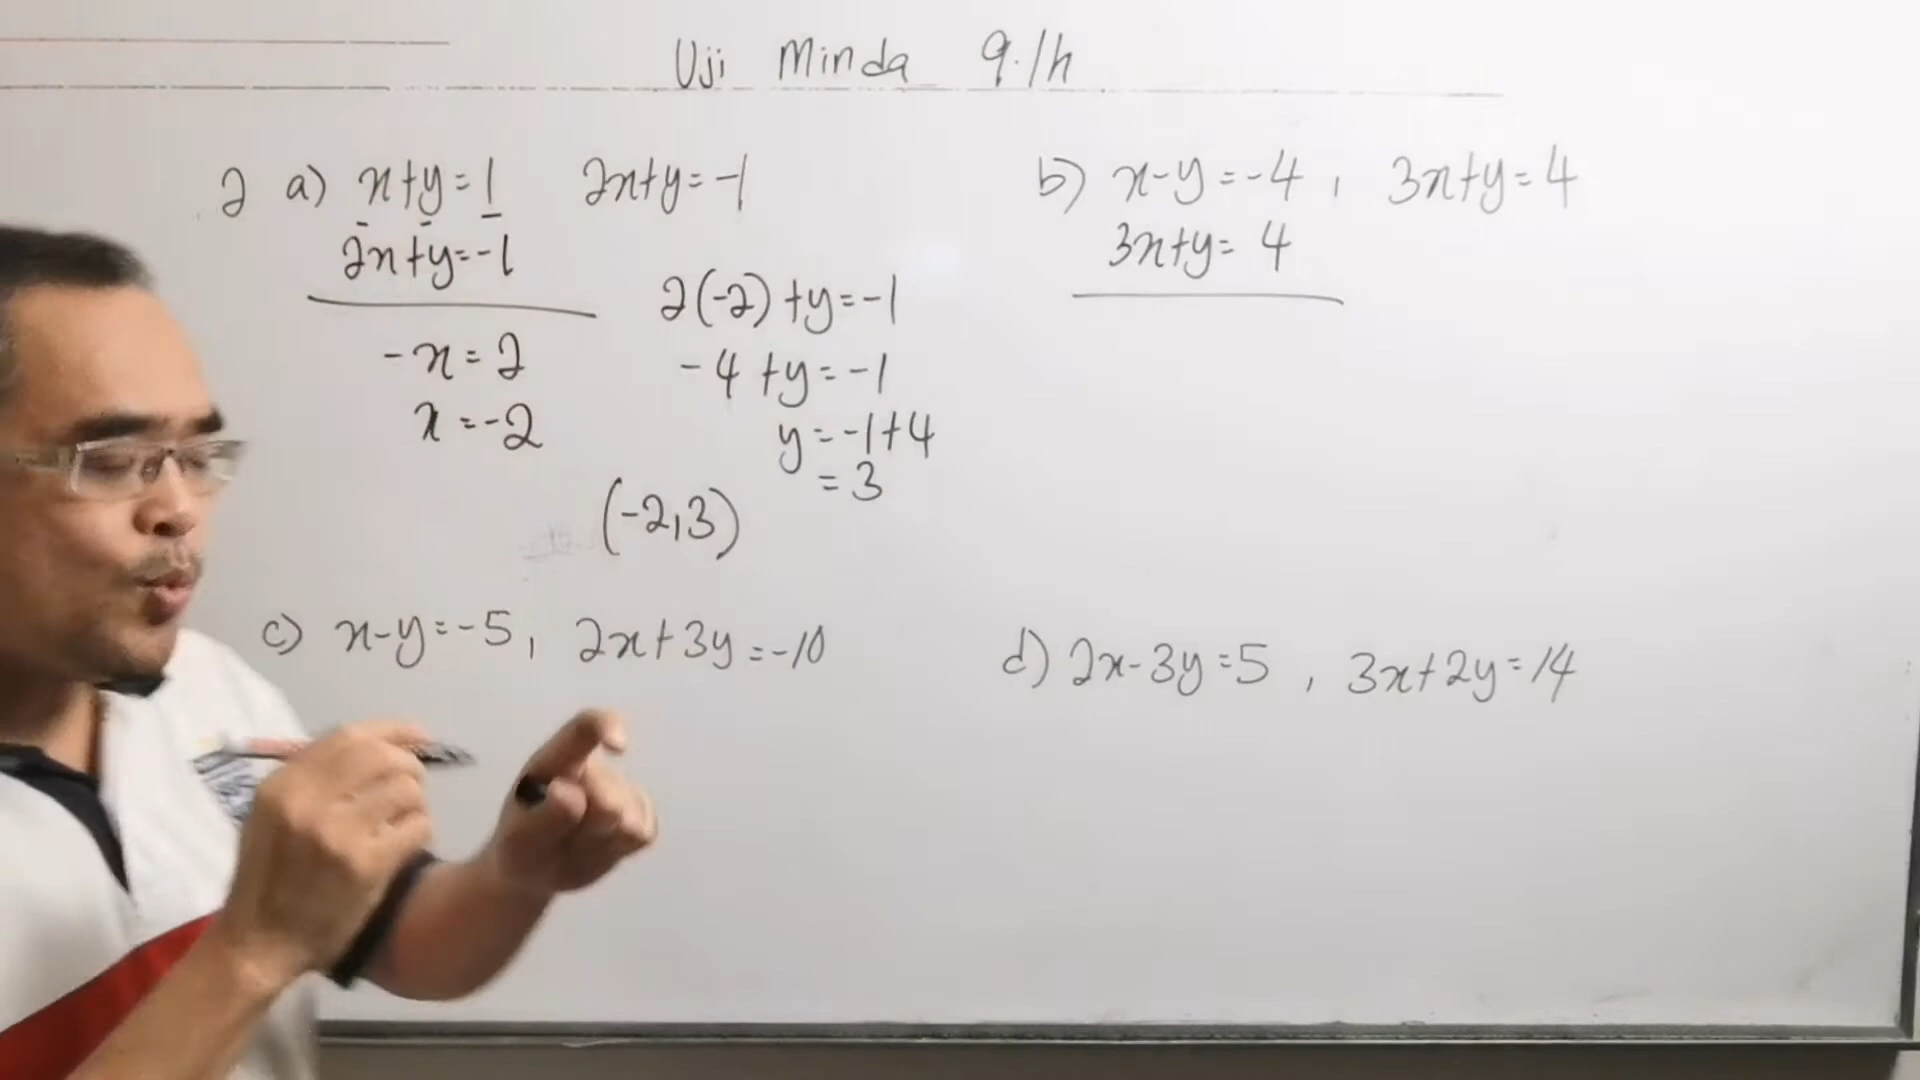 Uji Minda 9.1h
2 a) x+y=1 2x+y=-1
2x+y=-1
-x=2
x=-2
2(-2)+y=-1
-4+y=-1
y=-1+4
=3
(-2,3)
b) x-y=-4, 3x+y=4
3x+y=4
c) x-y=-5, 2x+3y=-10
d) 2x-3y=5, 3x+2y=14